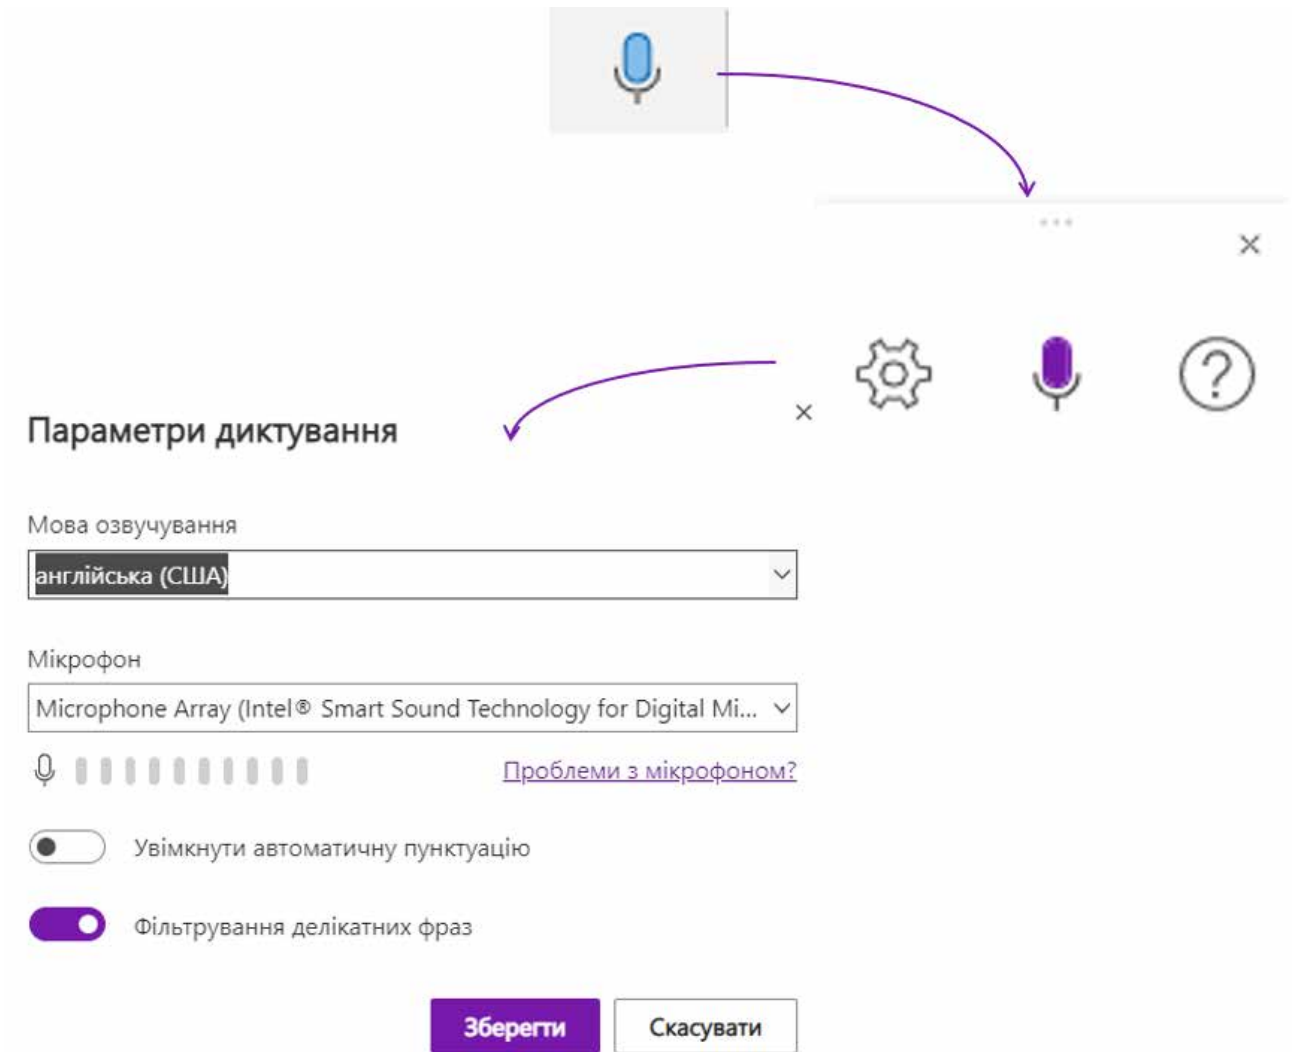 Параметри диктування
Мова озвучування
англійська (США)
Мікрофон
Microphone Array (Intel® Smart Sound Technology for Digital Mi...
Проблеми з мікрофоном?
Увімкнути автоматичну пунктуацію
Фільтрування делікатних фраз
Зберегти
Скасувати